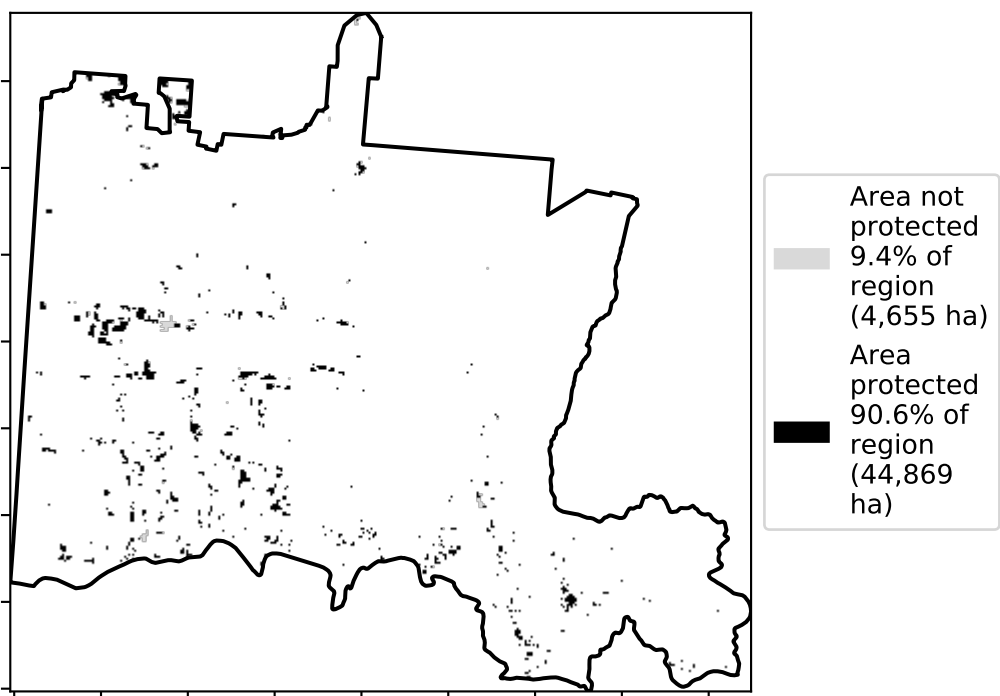 Area not
protected
9.4% of
region
(4,655 ha)
Area
protected
90.6% of
region
(44,869
ha)